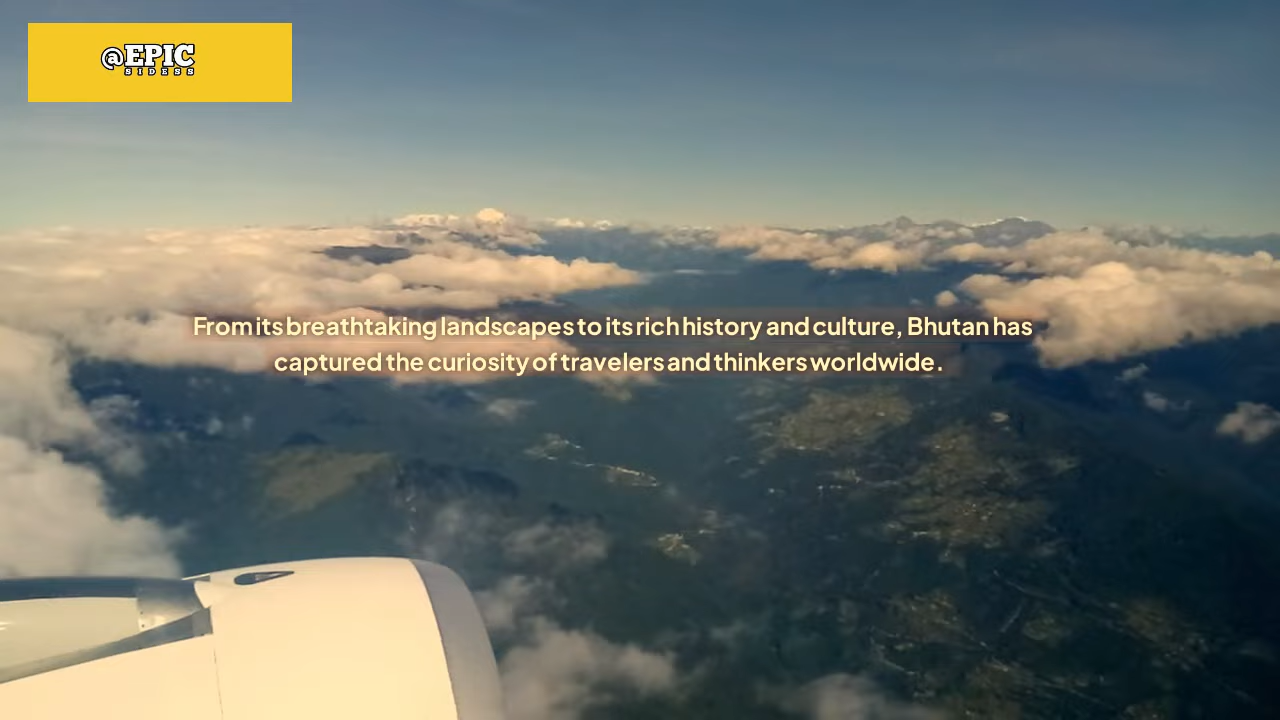 @EPIC
SIDESS
From its breathtaking landscapes to its rich history and culture, Bhutan has
captured the curiosity of travelers and thinkers worldwide.